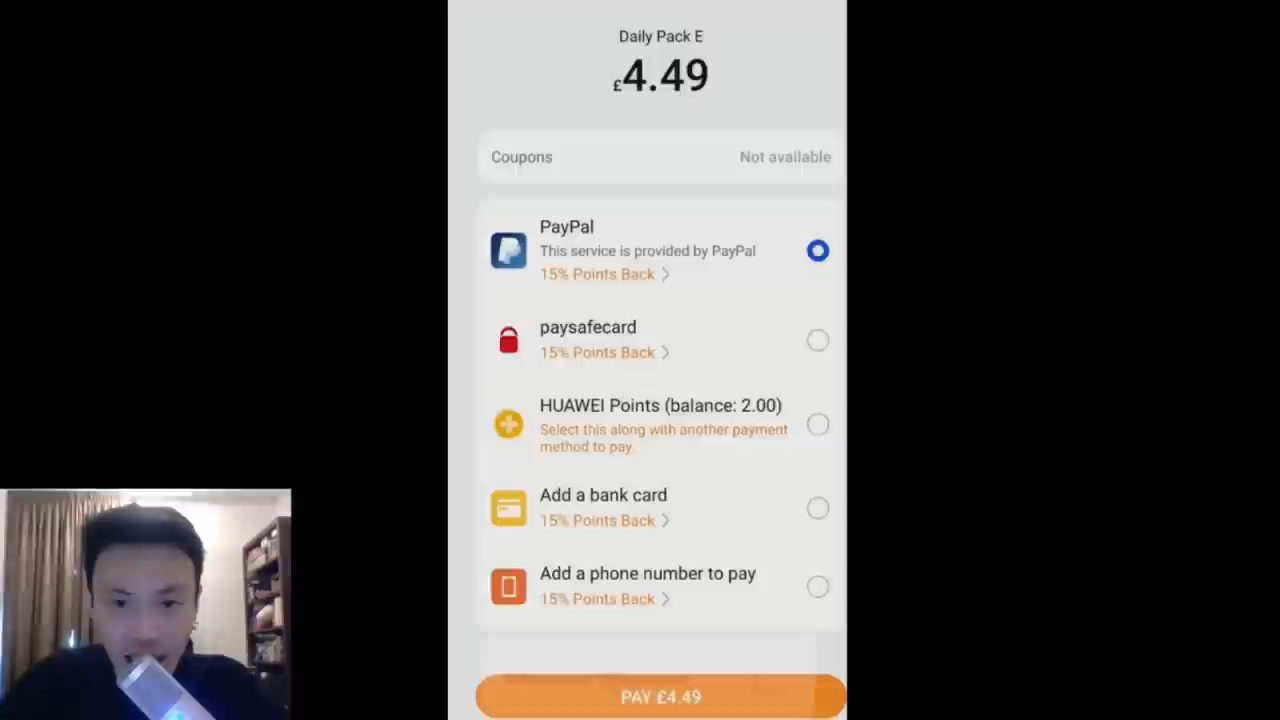 Daily Pack E
£4.49
Coupons
Not available
PayPal
This service is provided by PayPal
15% Points Back
paysafecard
15% Points Back
HUAWEI Points (balance: 2.00)
Select this along with another payment
method to pay.
Add a bank card
15% Points Back
Add a phone number to pay
15% Points Back
PAY £4.49